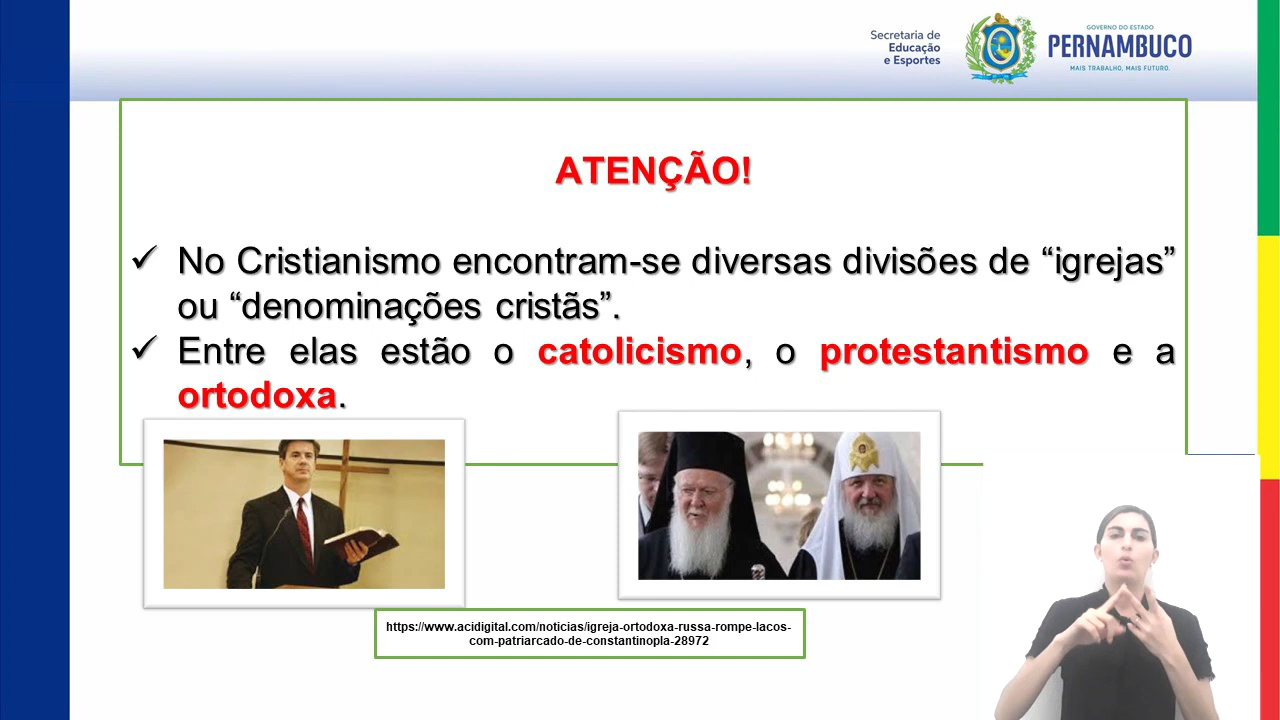 Secretaria de
Educação
e Esportes
GOVERNO DO ESTADO
PERNAMBUCO
MAIS TRABALHO, MAIS FUTURO.
ATENÇÃO!
✓ No Cristianismo encontram-se diversas divisões de “igrejas”
ou “denominações cristãs”.
✓ Entre elas estão o catolicismo, o protestantismo e a
ortodoxa.
https://www.acidigital.com/noticias/igreja-ortodoxa-russa-rompe-lacos-
com-patriarcado-de-constantinopla-28972